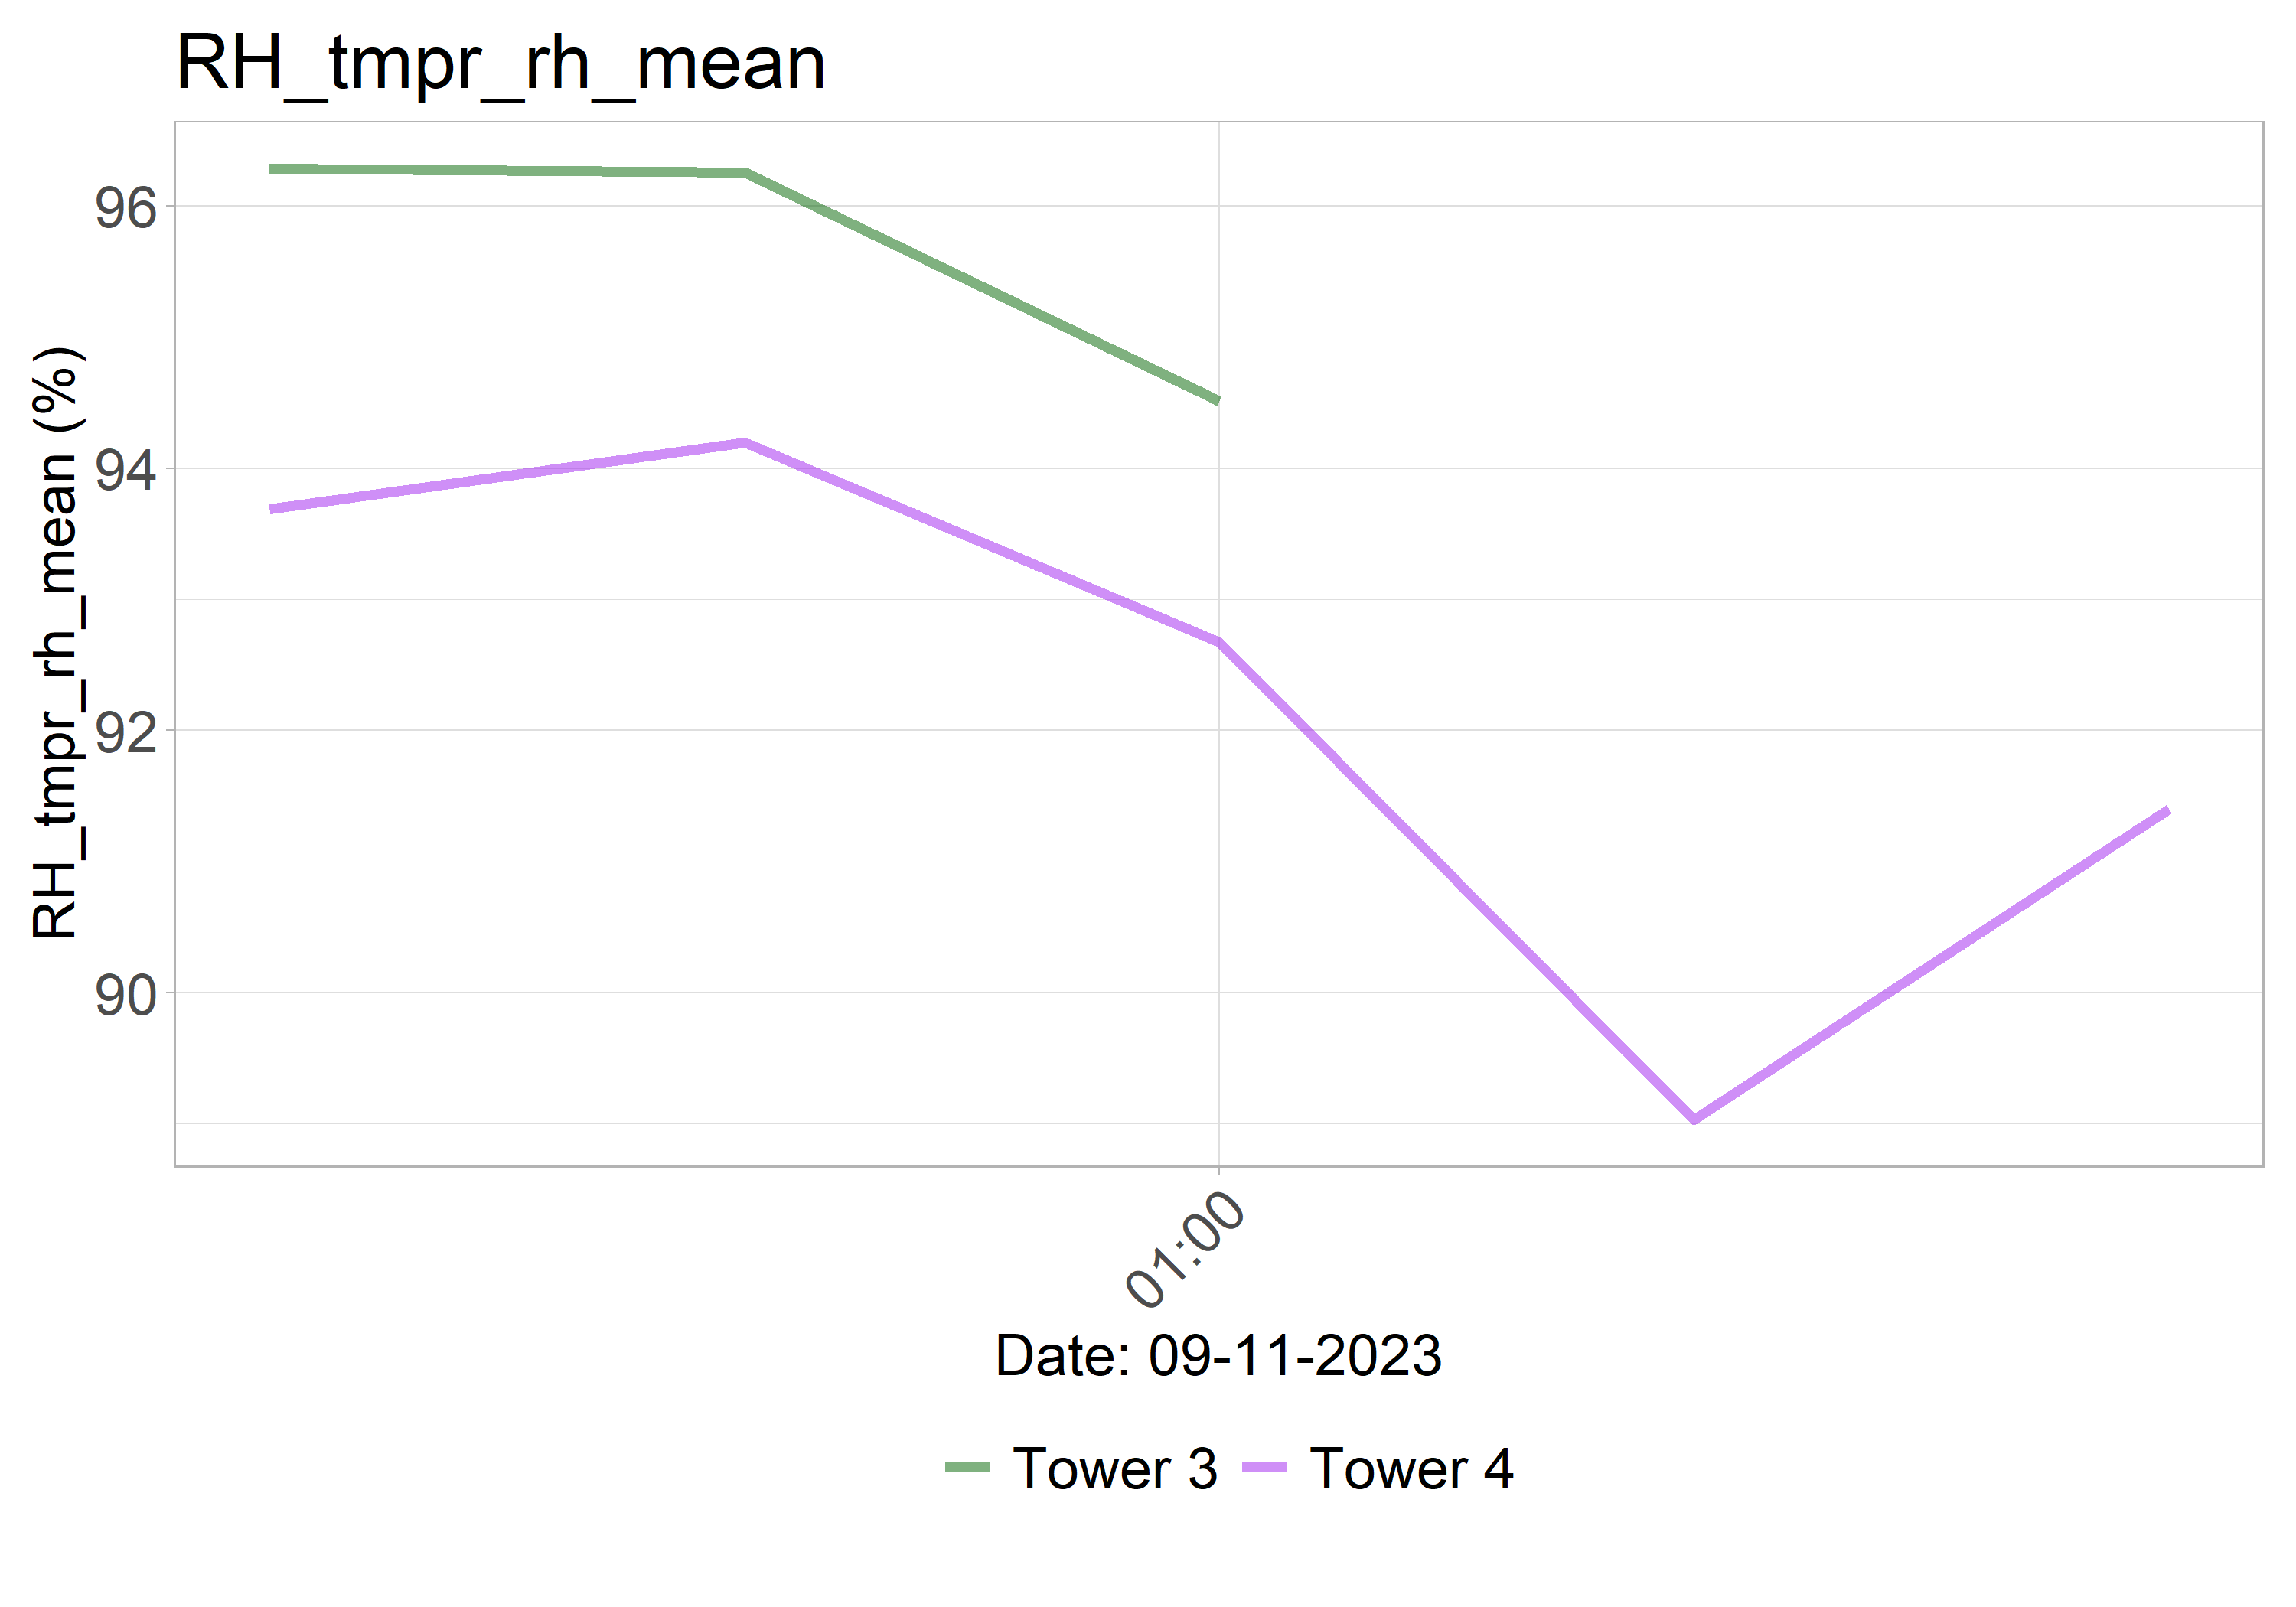 RH_tmpr_rh_mean
RH_tmpr_rh_mean (%)
96
94
92
90
01:00
Date: 09-11-2023
Tower 3 Tower 4